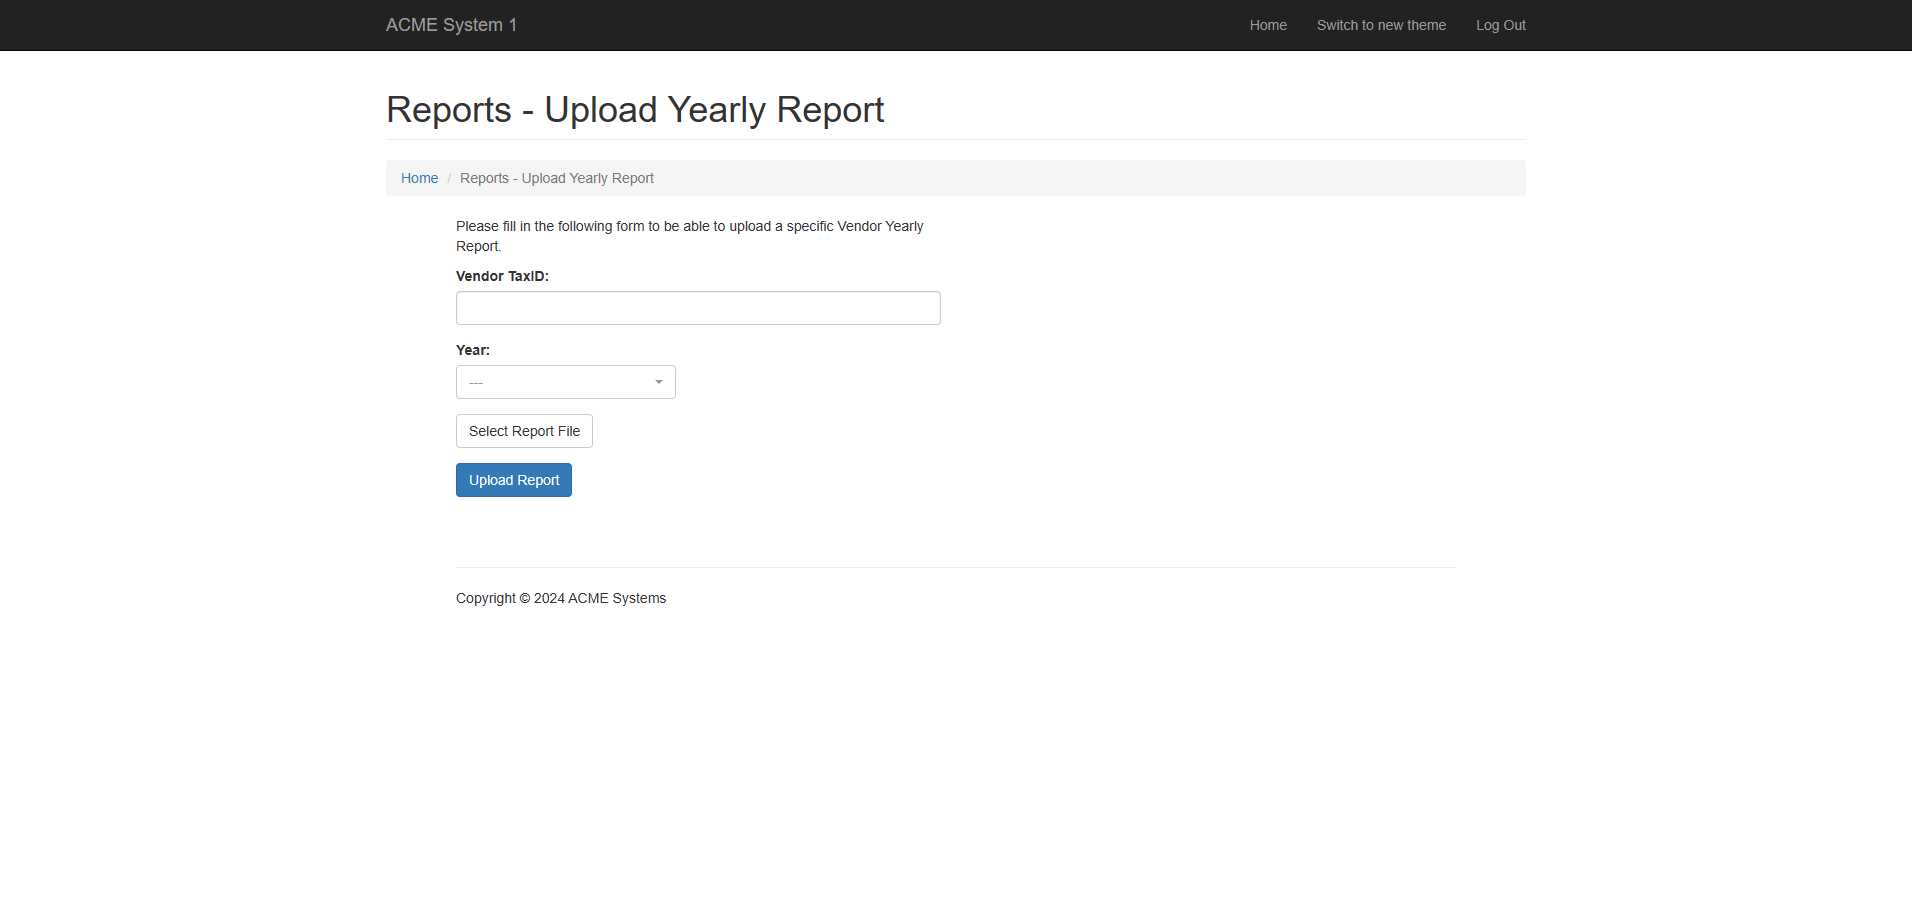 ACME System 1
Home
Switch to new theme
Log Out
Reports - Upload Yearly Report
Home / Reports - Upload Yearly Report
Please fill in the following form to be able to upload a specific Vendor Yearly
Report.
Vendor TaxID:
Year:
---
Select Report File
Upload Report
Copyright © 2024 ACME Systems